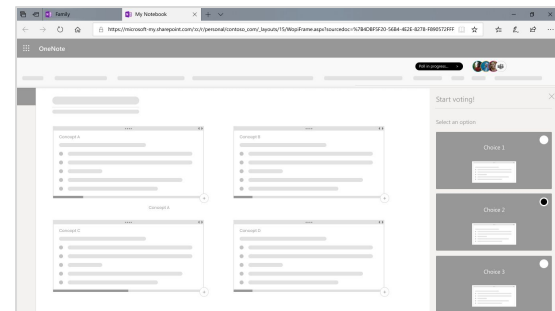 Family
My Notebook
https://microsoft-my.sharepoint.com/:o:/r/personal/contoso_com/_layouts/15/WopiFrame.aspx?sourcedoc=%7B4DBF5F20-56B4-4E2E-8278-F890572FFF
OneNote
Poll in progress...
Start voting!
Select an option
Concept A
Concept B
Choice 1
Concept A
Choice 2
Concept C
Concept D
Choice 3